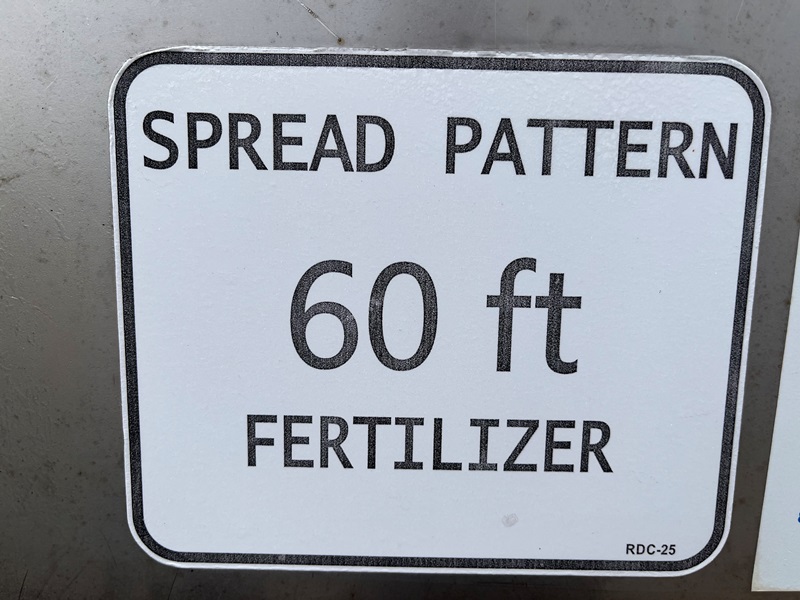 SPREAD PATTERN
60 ft
FERTILIZER
RDC-25